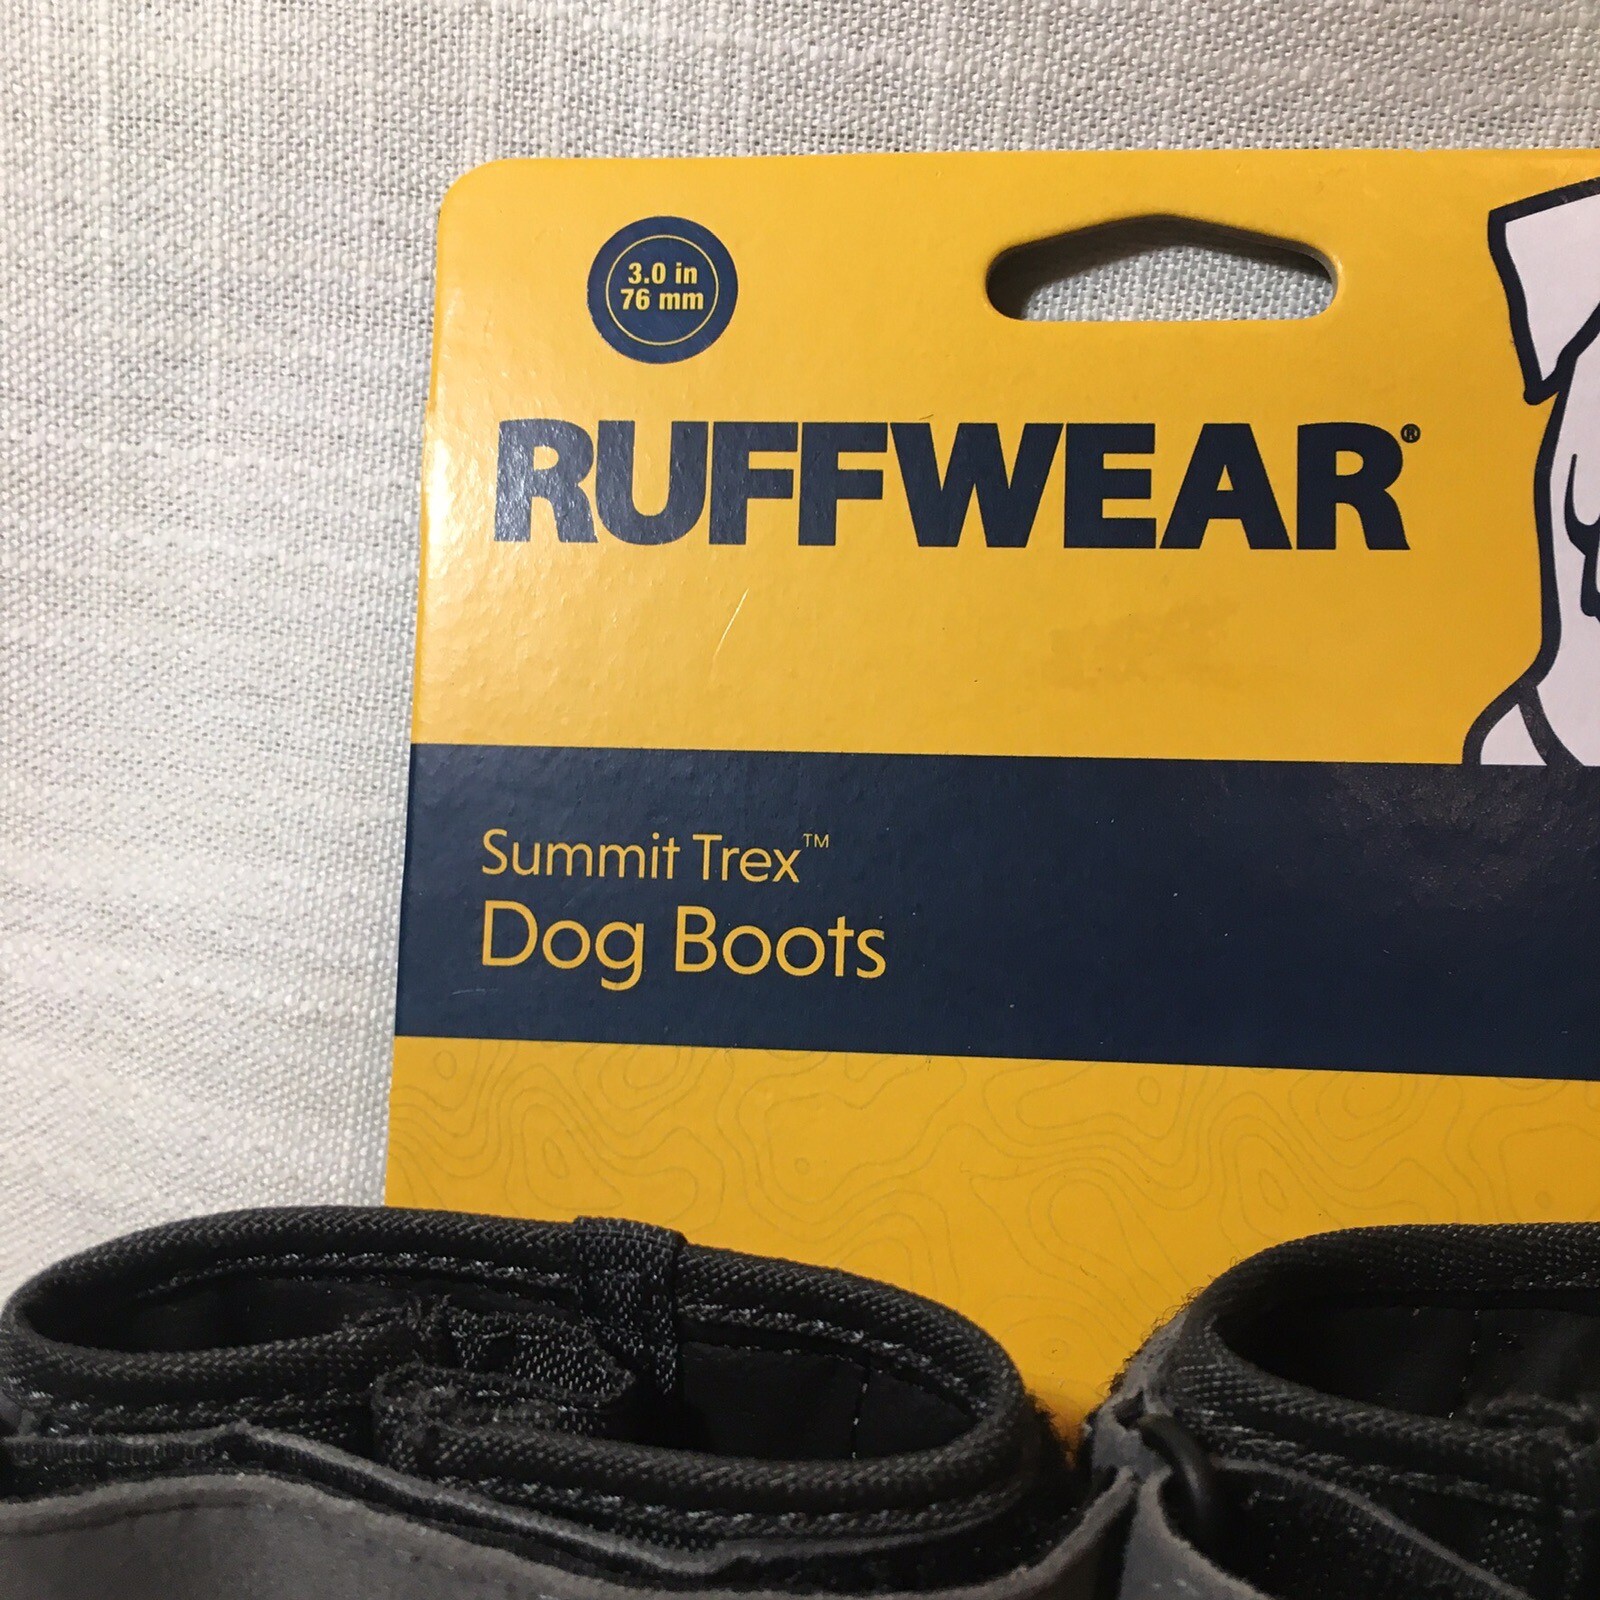 3.0 in
76 mm
RUFFWEAR®
Summit Trex™
Dog Boots